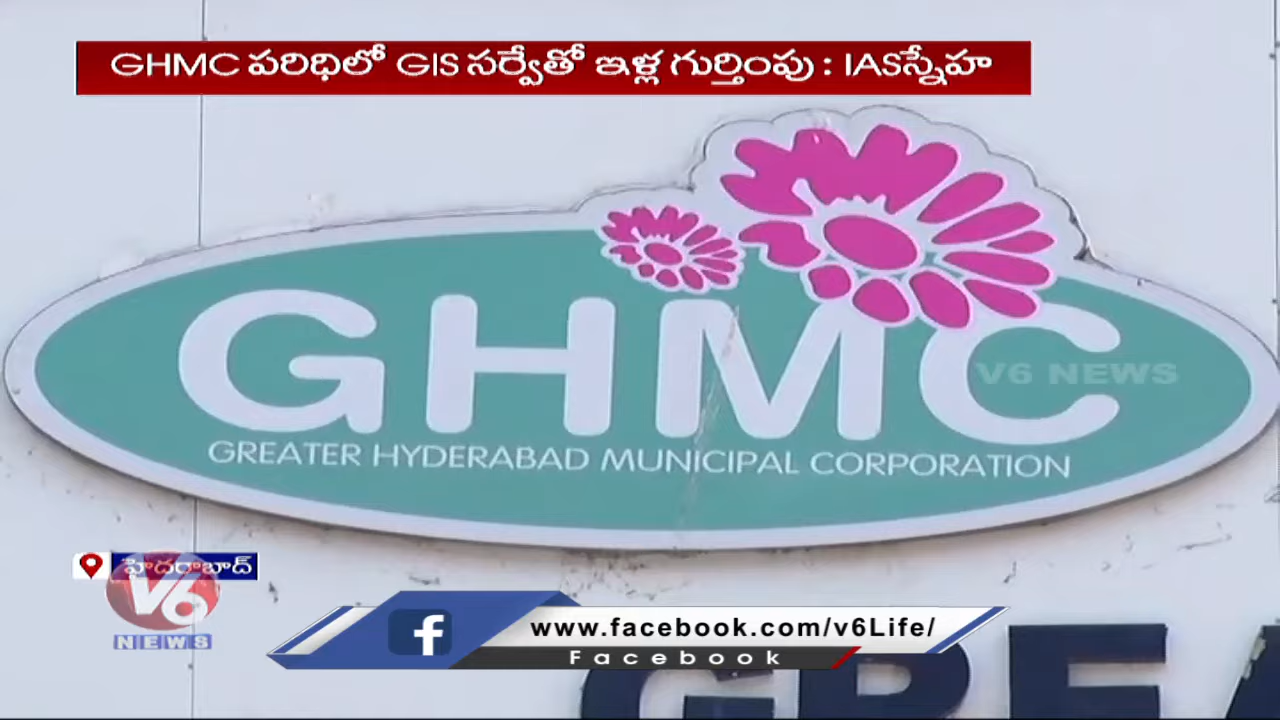 GHMC పరిధిలో GIS సర్వేతో ఇళ్ల గుర్తింపు : IASస్నేహ
GHMC
V6 NEWS
GREATER HYDERABAD MUNICIPAL CORPORATION
హైదరాబాద్
V6
NEWS
www.facebook.com/v6Life/
Facebook
GREA